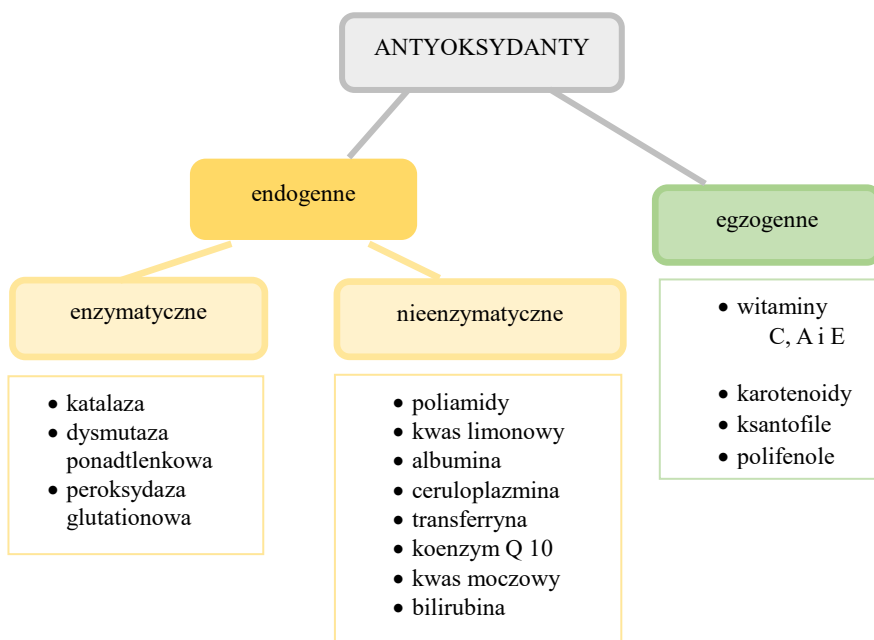 ANTYOKSYDANTY
endogenne
egzogenne
enzymatyczne
nieenzymatyczne
• katalaza
• dysmutaza
ponadtlenkowa
• peroksydaza
glutationowa
• poliamidy
• kwas limonowy
• albumina
• ceruloplazmina
• transferryna
• koenzym Q 10
• kwas moczowy
• bilirubina
• witaminy
C, A i E
• karotenoidy
• ksantofile
• polifenole